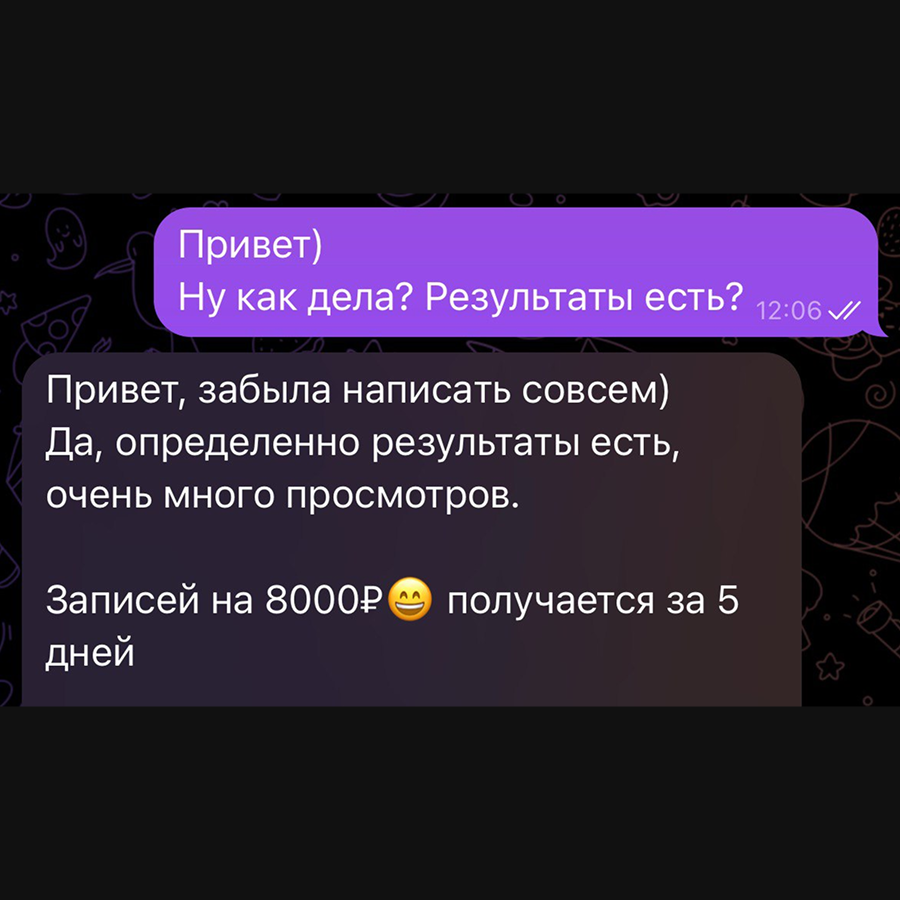 Привет)
Ну как дела? Результаты есть?
12:06
Привет, забыла написать совсем)
Да, определенно результаты есть,
очень много просмотров.
Записей на 8000₽😄 получается за 5
дней